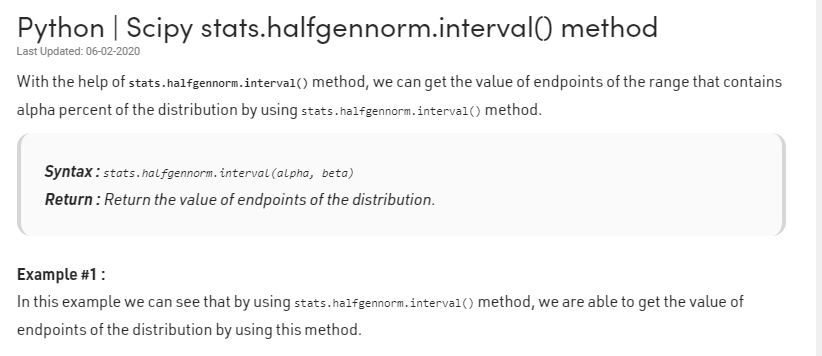 Python | Scipy stats.halfgennorm.interval() method
Last Updated: 06-02-2020
With the help of stats.halfgennorm.interval() method, we can get the value of endpoints of the range that contains
alpha percent of the distribution by using stats.halfgennorm.interval() method.
Syntax : stats.halfgennorm.interval(alpha, beta)
Return : Return the value of endpoints of the distribution.
Example #1 :
In this example we can see that by using stats.halfgennorm.interval() method, we are able to get the value of
endpoints of the distribution by using this method.